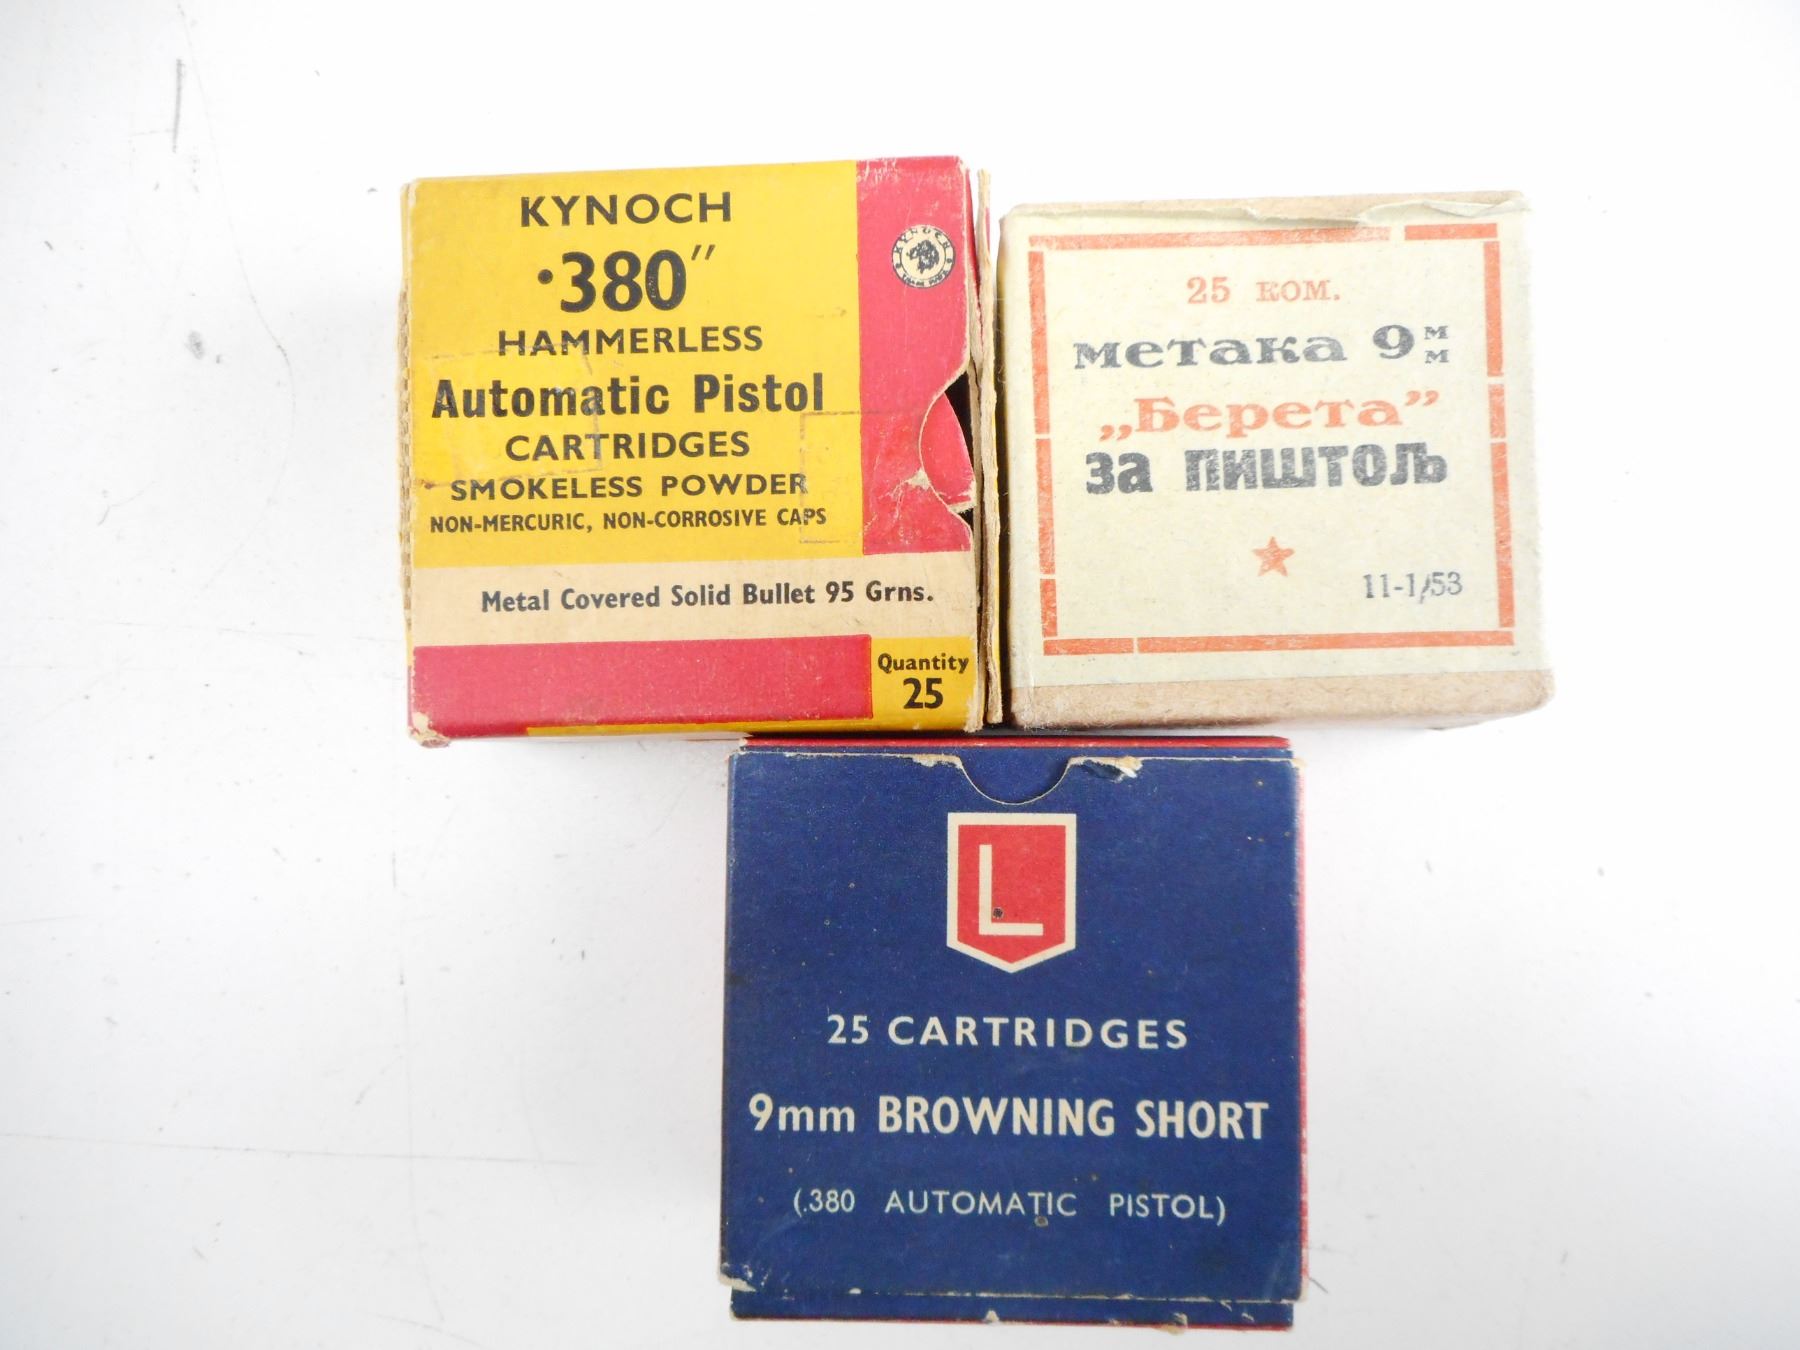 KYNOCH
.380"
HAMMERLESS
Automatic Pistol
CARTRIDGES
SMOKELESS POWDER
NON-MERCURIC, NON-CORROSIVE CAPS
Metal Covered Solid Bullet 95 Grns.
Quantity
25
KYNOCH
25 ком.
метака 9 мм
„Берета”
за пиштољ
11-1/53
L
25 CARTRIDGES
9mm BROWNING SHORT
(.380 AUTOMATIC PISTOL)